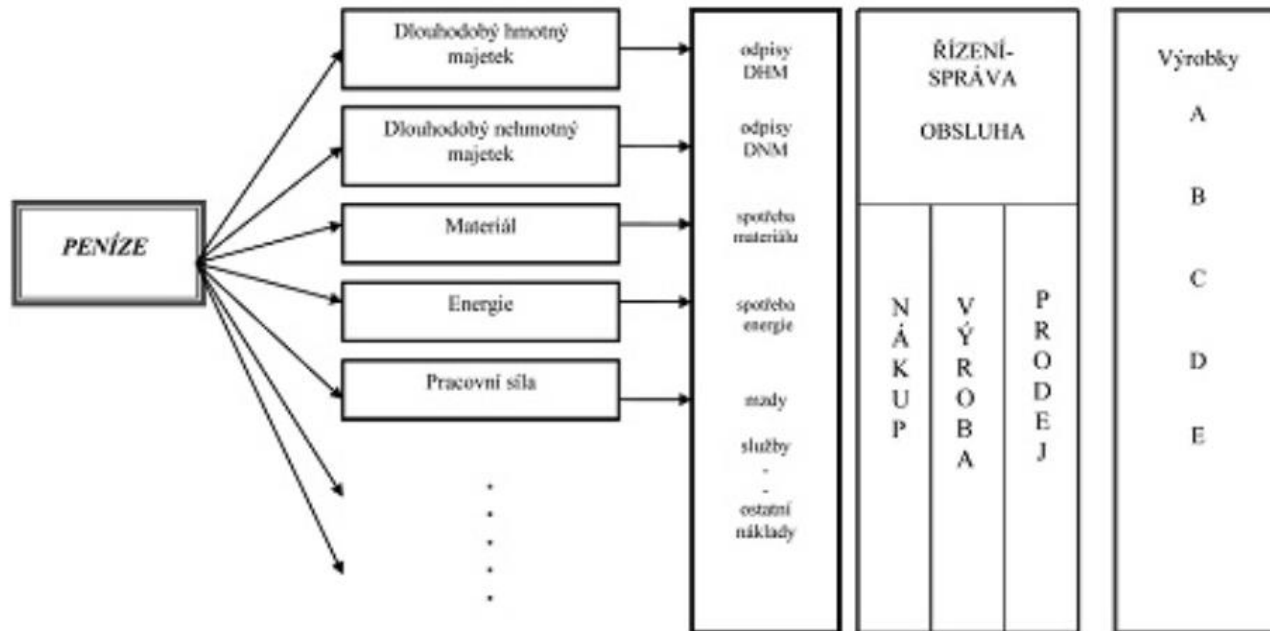 PENÍZE
Dlouhodobý hmotný
majetek
Dlouhodobý nehmotný
majetek
Materiál
Energie
Pracovní síla
odpisy
DHM
odpisy
DNM
spotřeba
materiálu
spotřeba
energie
mzdy
služby
-
-
ostatní
náklady
ŘÍZENÍ-
SPRÁVA
OBSLUHA
NÁKUP
VÝROBA
PRODEJ
Výrobky
A
B
C
D
E